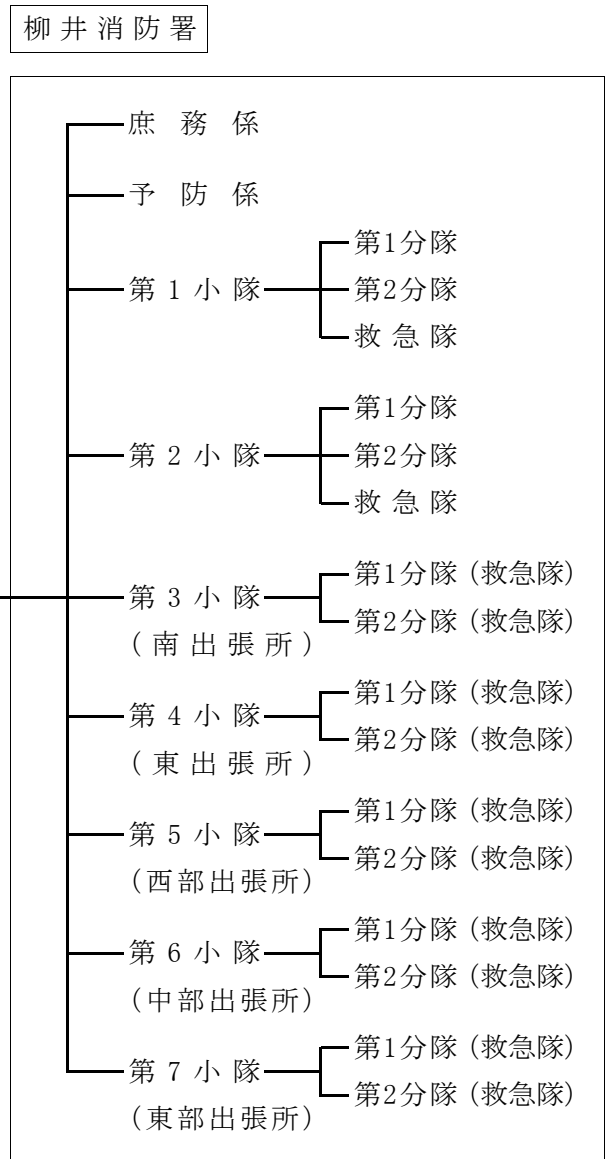 柳井消防署
庶務係
予防係
第1小隊
第1分隊
第2分隊
救急隊
第2小隊
第1分隊
第2分隊
救急隊
第3小隊
(南出張所)
第1分隊(救急隊)
第2分隊(救急隊)
第4小隊
(東出張所)
第1分隊(救急隊)
第2分隊(救急隊)
第5小隊
(西部出張所)
第1分隊(救急隊)
第2分隊(救急隊)
第6小隊
(中部出張所)
第1分隊(救急隊)
第2分隊(救急隊)
第7小隊
(東部出張所)
第1分隊(救急隊)
第2分隊(救急隊)